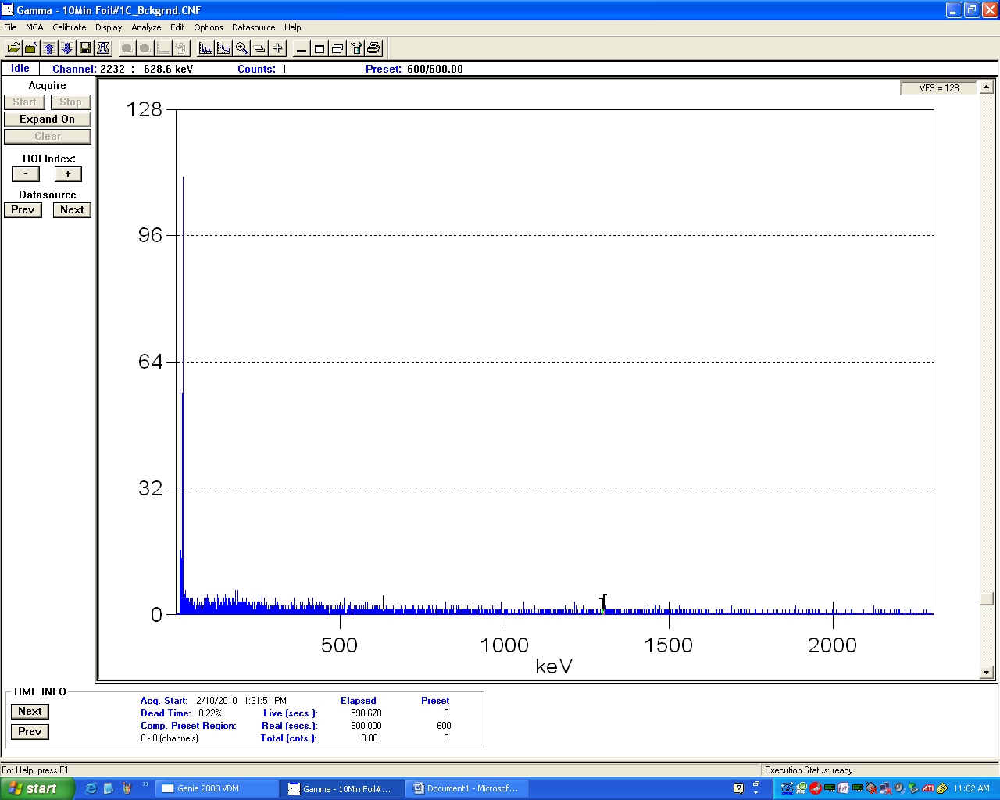 Gamma - 10Min Foil#1C_Bckgrnd.CNF
File MCA Calibrate Display Analyze Edit Options Datasource Help
Idle Channel: 2232 : 628.6 keV Counts: 1 Preset: 600/600.00
Acquire
Start Stop
Expand On
Clear
ROI Index:
- +
Datasource
Prev Next
VFS = 128
128
96
64
32
0
500 1000 1500 2000
keV
TIME INFO
Next
Prev
Acq. Start: 2/10/2010 1:31:51 PM Elapsed Preset
Dead Time: 0.22% Live (secs.): 598.670 0
Comp. Preset Region: Real (secs.): 600.000 600
0 - 0 (channels) Total (cnts.): 0.00 0
For Help, press F1 Execution Status: ready
start Genie 2000 VDM Gamma - 10Min Foil#... Document1 - Microsof... 11:02 AM